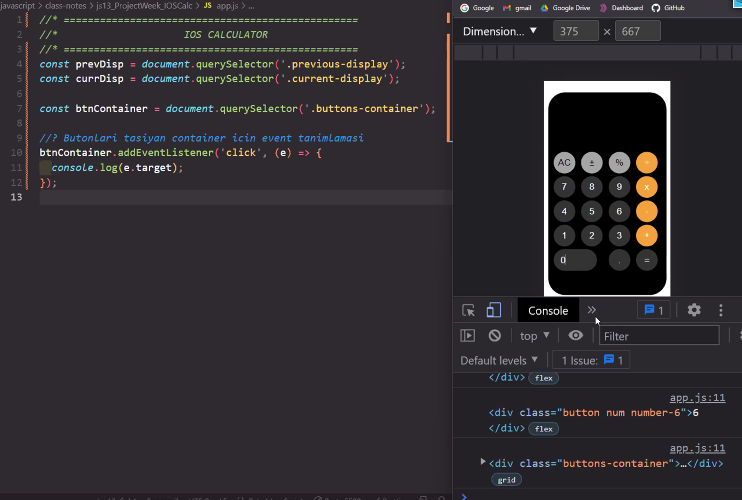 javascript > class-notes > js13_ProjectWeek_IOSCalc > JS app.js > ...
1 //* =================================================
2 //* IOS CALCULATOR
3 //* =================================================
4 const prevDisp = document.querySelector('.previous-display');
5 const currDisp = document.querySelector('.current-display');
6
7 const btnContainer = document.querySelector('.buttons-container');
8
9 //? Butonlari tasiyan container icin event tanimlamasi
10 btnContainer.addEventListener('click', (e) => {
11 console.log(e.target);
12 });
13
Google gmail Google Drive Dashboard GitHub
Dimension... ▼ 375 × 667
AC ± %
7 8 9 x
4 5 6
1 2 3 +
0 . =
Console » 1
top ▼ Filter
Default levels ▼ 1 Issue: 1
</div> flex
app.js:11
<div class="button num number-6">6
</div> flex
app.js:11
<div class="buttons-container">…</div>
grid